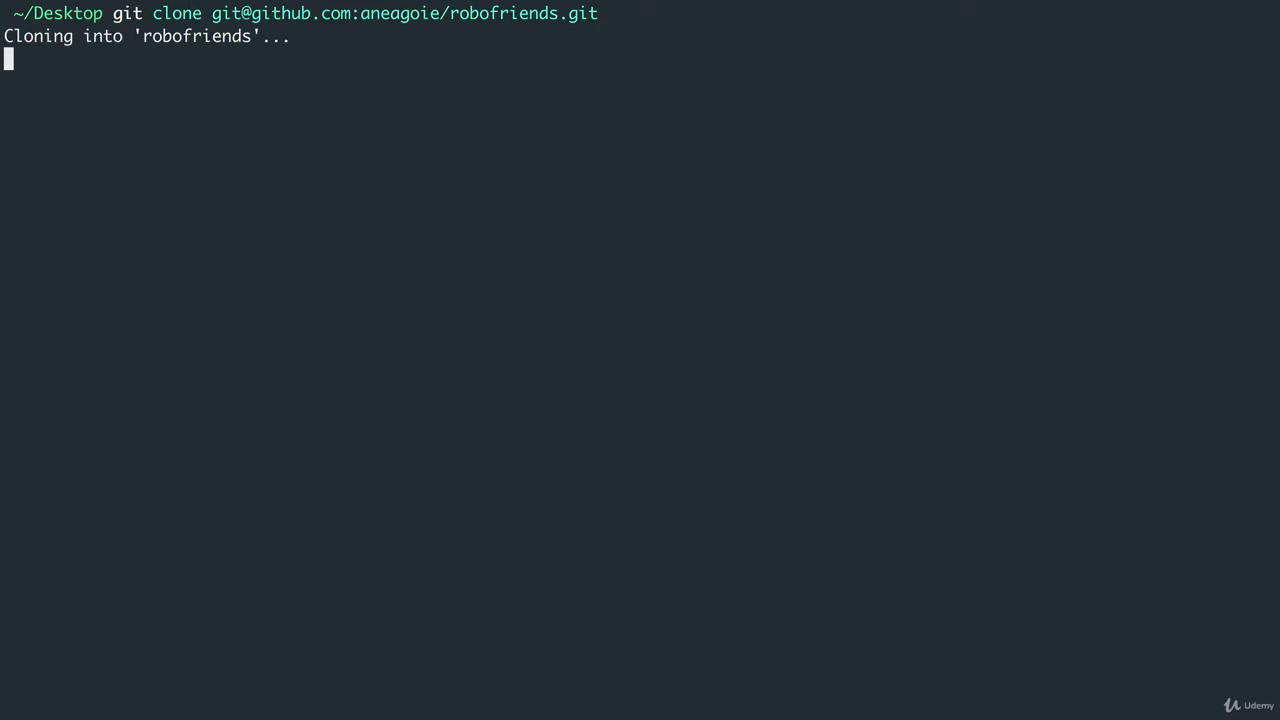 ~/Desktop git clone git@github.com:aneagoie/robofriends.git
Cloning into 'robofriends'...
Udemy